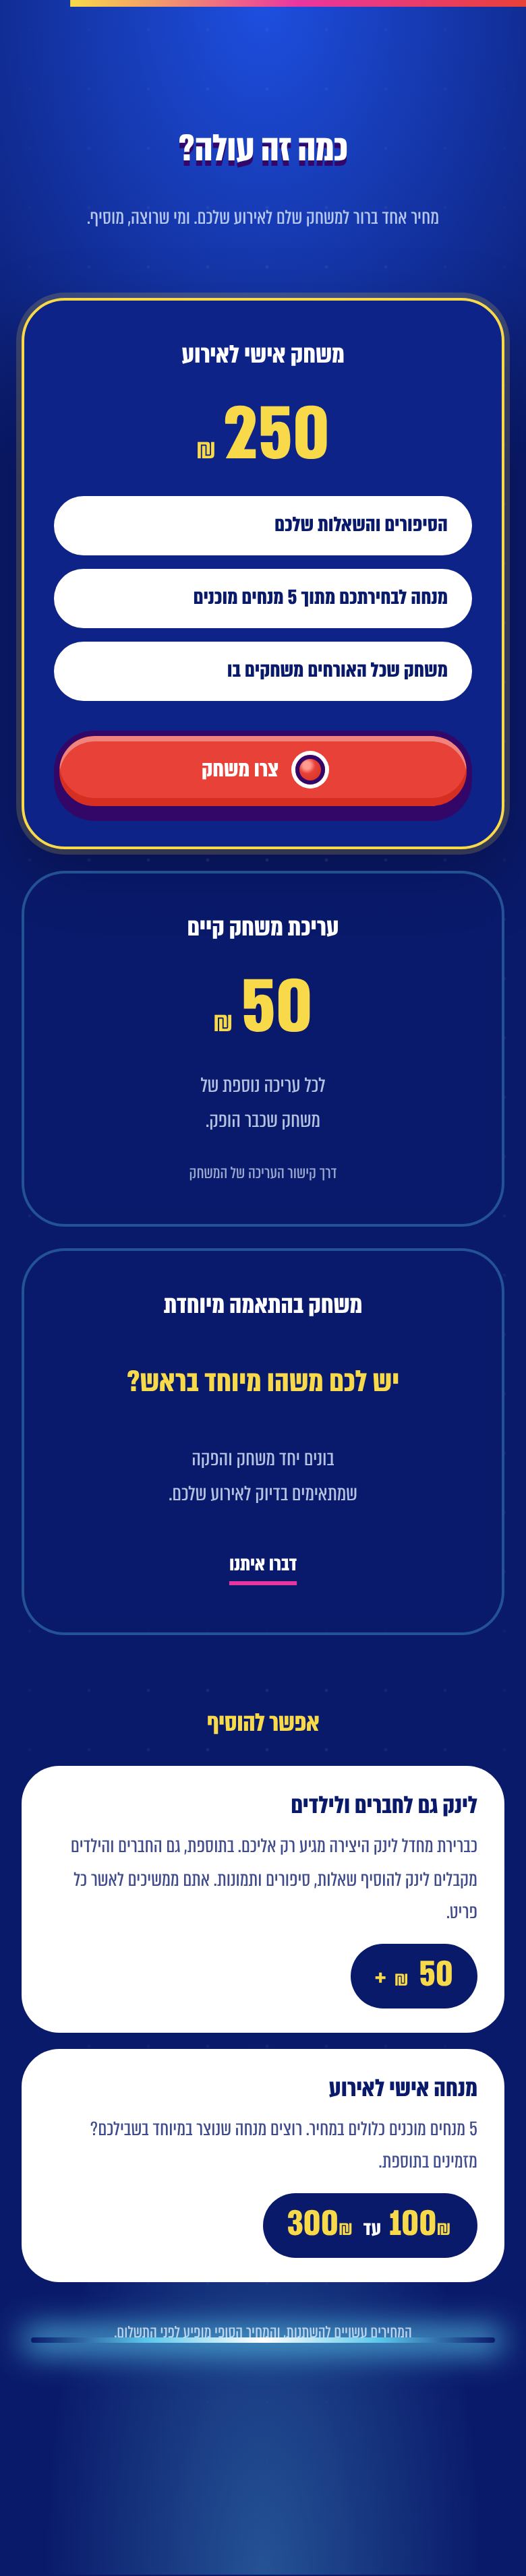 כמה זה עולה?
מחיר אחד ברור למשחק שלם לאירוע שלכם. ומי שרוצה, מוסיף.
משחק אישי לאירוע
250 ₪
הסיפורים והשאלות שלכם
מנחה לבחירתכם מתוך 5 מנחים מוכנים
משחק שכל האורחים משחקים בו
צרו משחק
עריכת משחק קיים
50 ₪
לכל עריכה נוספת של
משחק שכבר הופק.
דרך קישור העריכה של המשחק
משחק בהתאמה מיוחדת
יש לכם משהו מיוחד בראש?
בונים יחד משחק והפקה
שמתאימים בדיוק לאירוע שלכם.
דברו איתנו
אפשר להוסיף
לינק גם לחברים ולילדים
כברירת מחדל לינק היצירה מגיע רק אליכם. בתוספת, גם החברים והילדים
מקבלים לינק להוסיף שאלות, סיפורים ותמונות. אתם ממשיכים לאשר כל
פריט.
50 ₪ +
מנחה אישי לאירוע
5 מנחים מוכנים כלולים במחיר. רוצים מנחה שנוצר במיוחד בשבילכם?
מזמינים בתוספת.
₪100 עד ₪300
המחירים עשויים להשתנות, והמחיר הסופי מופיע לפני התשלום.